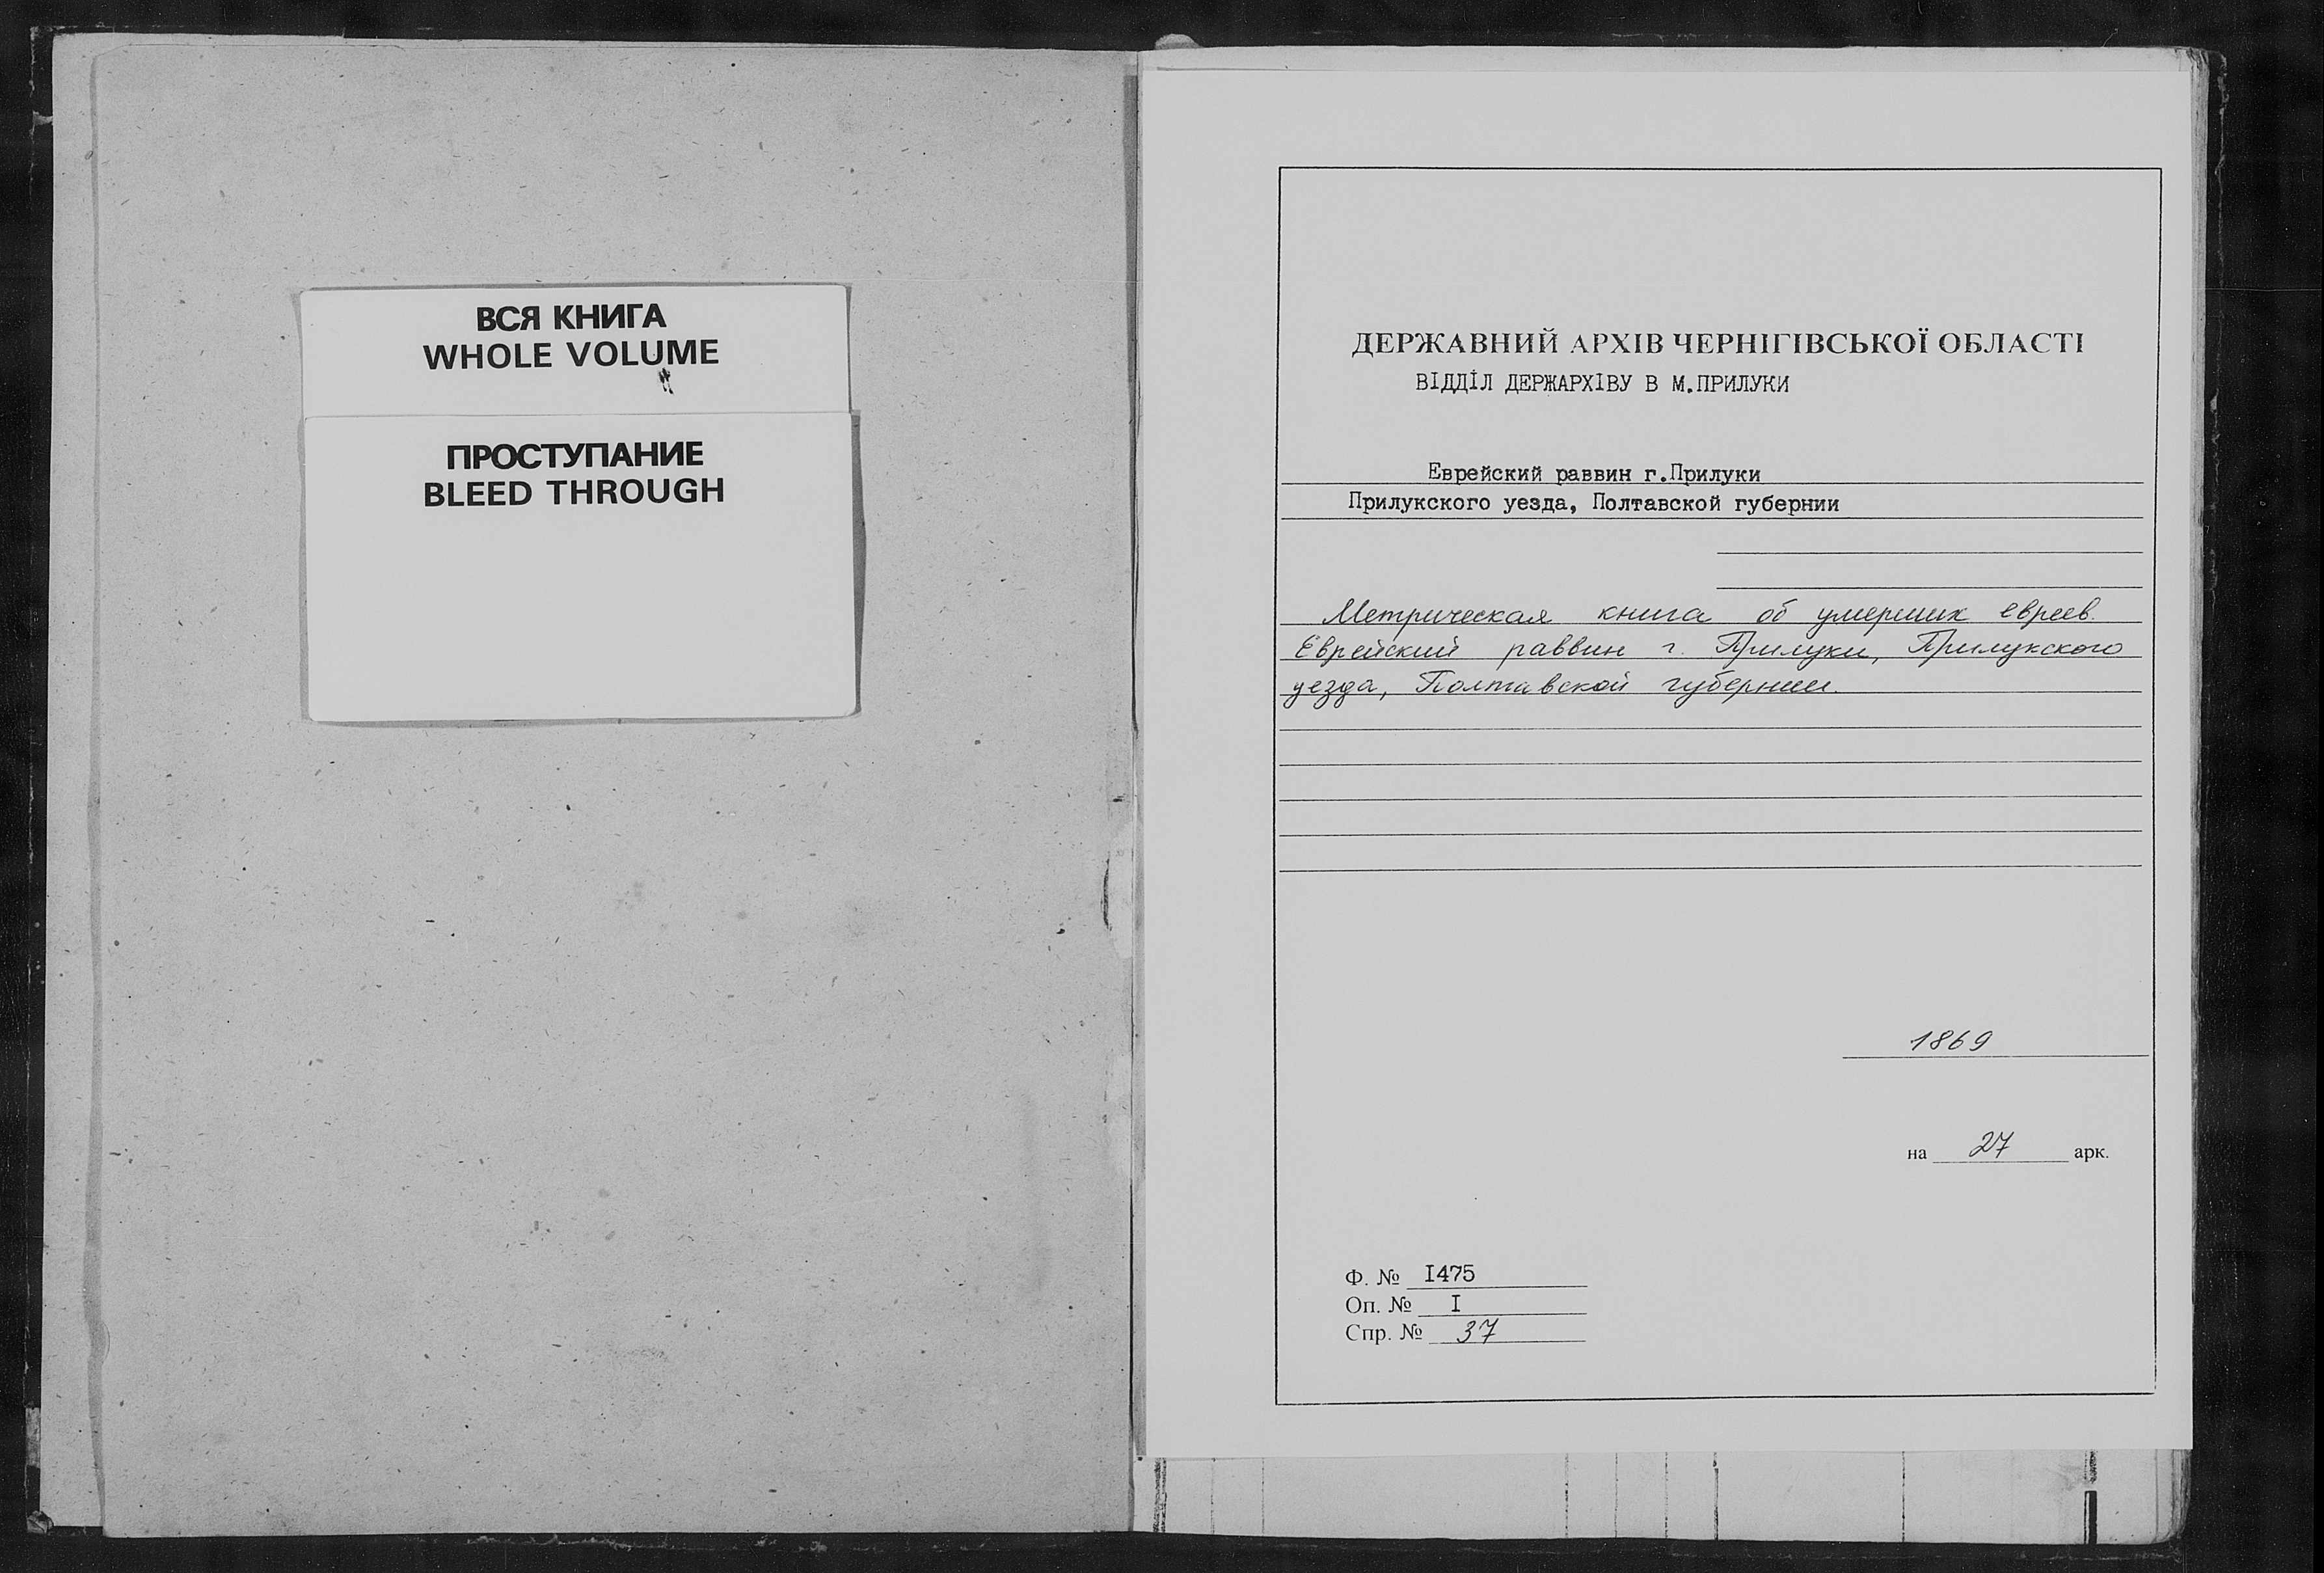 ВСЯ КНИГА
WHOLE VOLUME
ПРОСТУПАНИЕ
BLEED THROUGH
ДЕРЖАВНИЙ АРХІВ ЧЕРНІГІВСЬКОЇ ОБЛАСТІ
ВІДДІЛ ДЕРЖАРХІВУ В М.ПРИЛУКИ
Еврейский раввин г.Прилуки
Прилукского уезда, Полтавской губернии
Метрическая книга об умерших евреев.
Еврейский раввин г. Прилуки, Прилукского
уезда, Полтавской губернии.
1869
на 27 арк.
Ф. № I475
Оп. № I
Спр. № 37